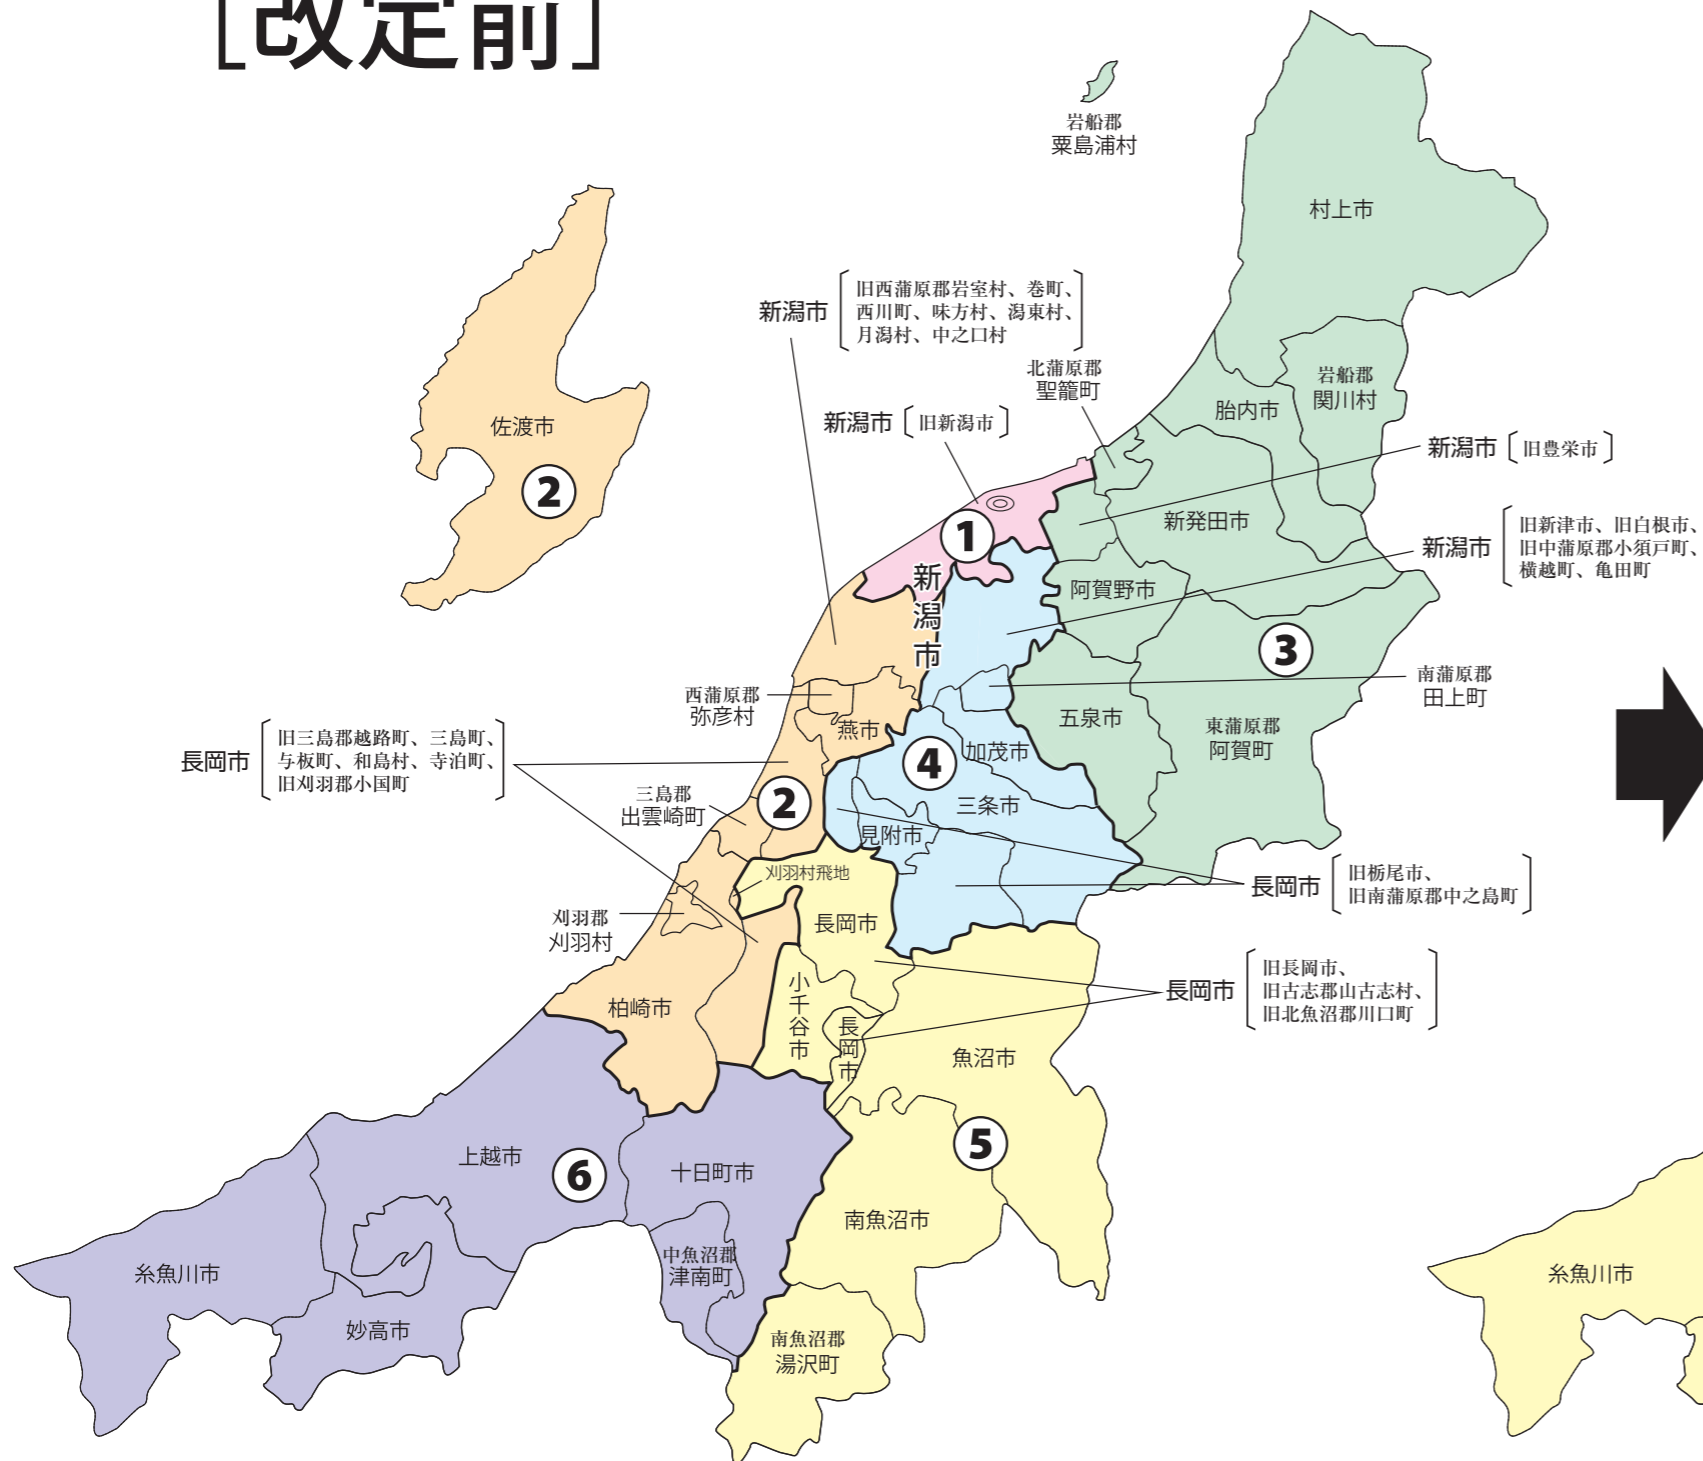 ［改定前］
岩船郡
粟島浦村
村上市
新潟市
旧西蒲原郡岩室村、巻町、
西川町、味方村、潟東村、
月潟村、中之口村
北蒲原郡
聖籠町
岩船郡
関川村
胎内市
佐渡市
2
新潟市
旧新潟市
新潟市
旧豊栄市
新発田市
1
新潟市
旧新津市、旧白根市、
旧中蒲原郡小須戸町、
横越町、亀田町
新潟市
阿賀野市
3
西蒲原郡
弥彦村
南蒲原郡
田上町
燕市
五泉市
東蒲原郡
阿賀町
長岡市
旧三島郡越路町、三島町、
与板町、和島村、寺泊町、
旧刈羽郡小国町
4
加茂市
三島郡
出雲崎町
2
三条市
見附市
刈羽村飛地
長岡市
旧栃尾市、
旧南蒲原郡中之島町
刈羽郡
刈羽村
長岡市
長岡市
旧長岡市、
旧古志郡山古志村、
旧北魚沼郡川口町
柏崎市
小千谷市
長岡市
魚沼市
5
上越市
6
十日町市
南魚沼市
糸魚川市
中魚沼郡
津南町
妙高市
南魚沼郡
湯沢町
糸魚川市